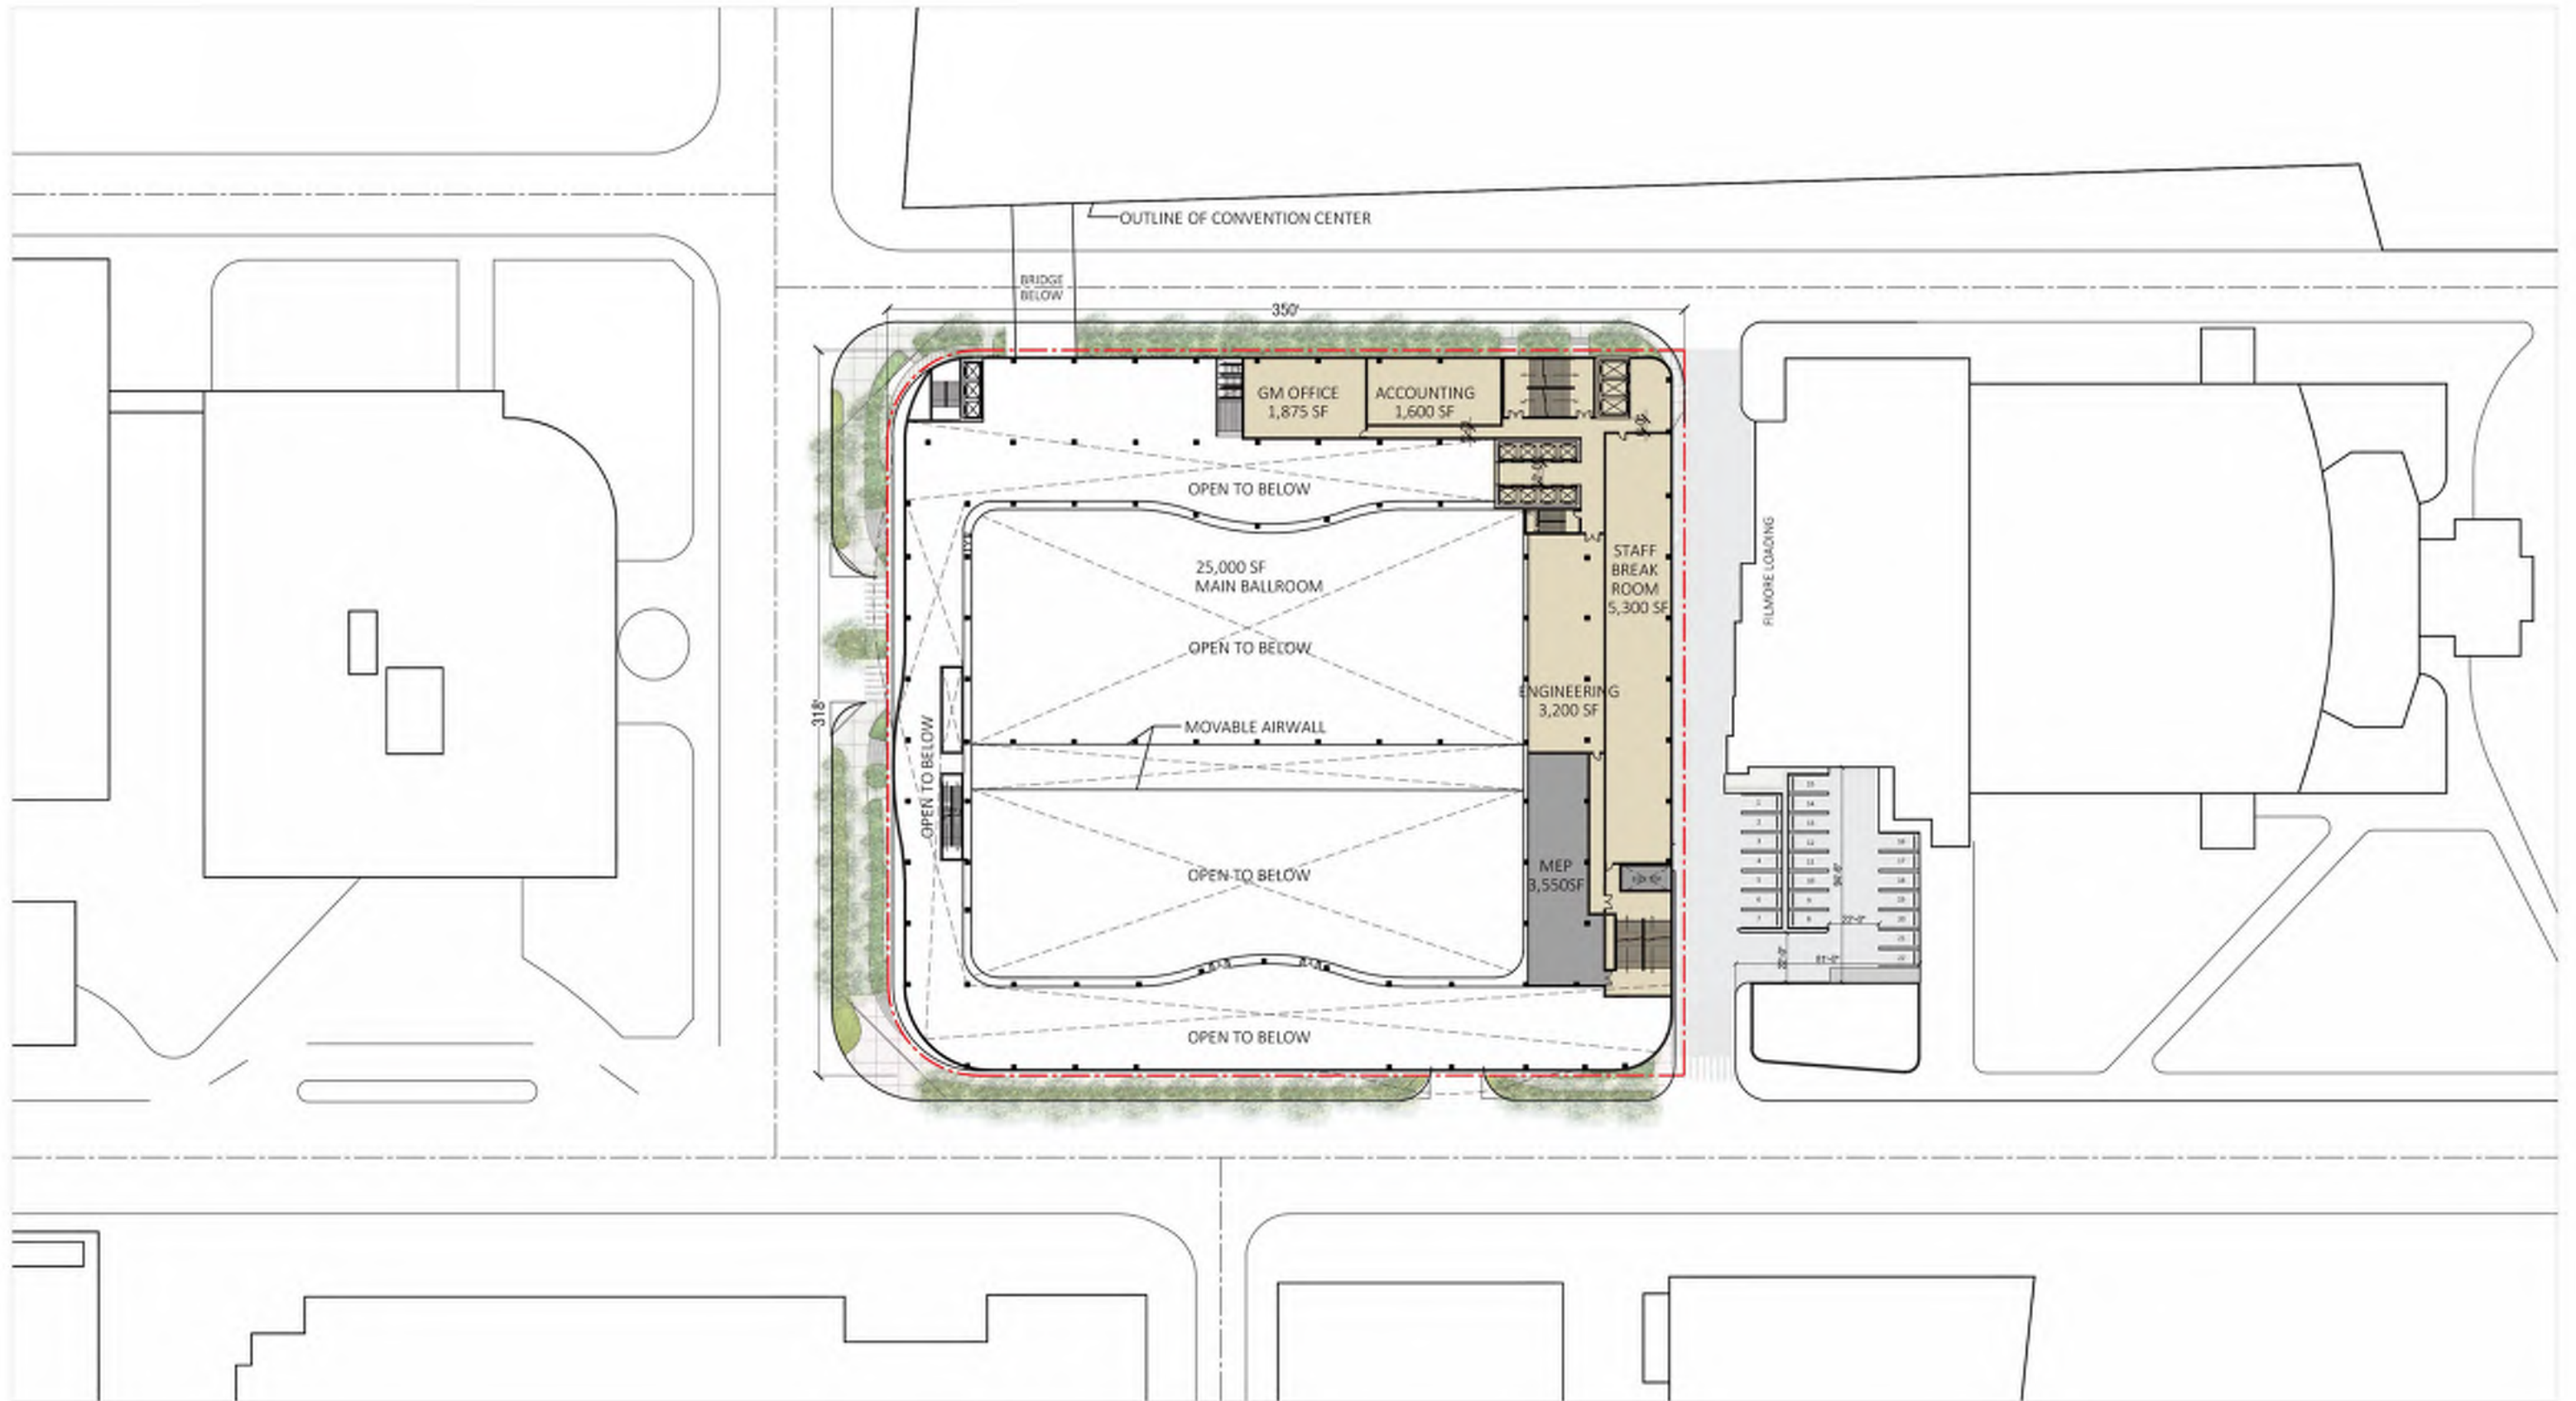 OUTLINE OF CONVENTION CENTER
BRIDGE
BELOW
350'
GM OFFICE
1,875 SF
ACCOUNTING
1,600 SF
OPEN TO BELOW
25,000 SF
MAIN BALLROOM
OPEN TO BELOW
STAFF
BREAK
ROOM
5,300 SF
FILMORE LOADING
ENGINEERING
3,200 SF
318'
MOVABLE AIRWALL
OPEN TO BELOW
MEP
3,550SF
OPEN TO BELOW
OPEN TO BELOW